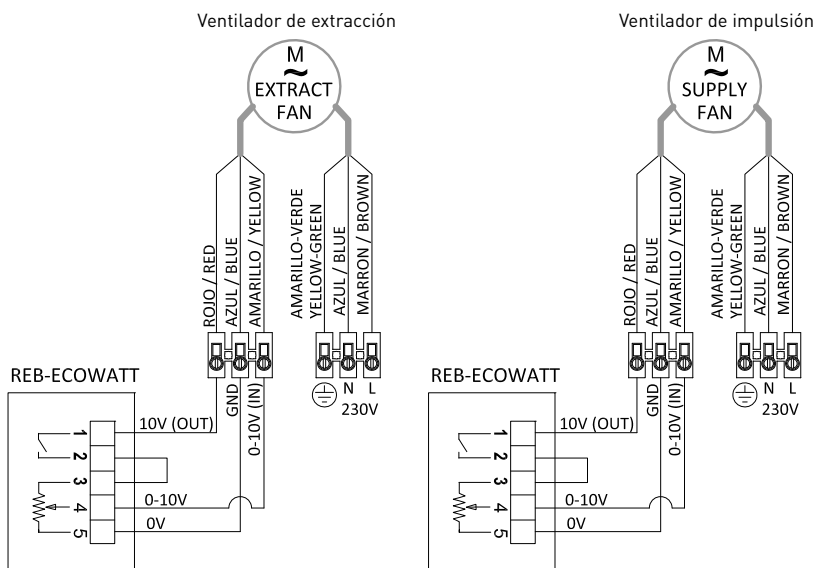 Ventilador de extracción
M
~
EXTRACT
FAN
ROJO / RED
AZUL / BLUE
AMARILLO / YELLOW
AMARILLO-VERDE
YELLOW-GREEN
AZUL / BLUE
MARRON / BROWN
N L
230V
REB-ECOWATT
10V (OUT)
GND
0-10V (IN)
1
2
3
4
5
0-10V
0V
Ventilador de impulsión
M
~
SUPPLY
FAN
ROJO / RED
AZUL / BLUE
AMARILLO / YELLOW
AMARILLO-VERDE
YELLOW-GREEN
AZUL / BLUE
MARRON / BROWN
N L
230V
REB-ECOWATT
10V (OUT)
GND
0-10V (IN)
1
2
3
4
5
0-10V
0V